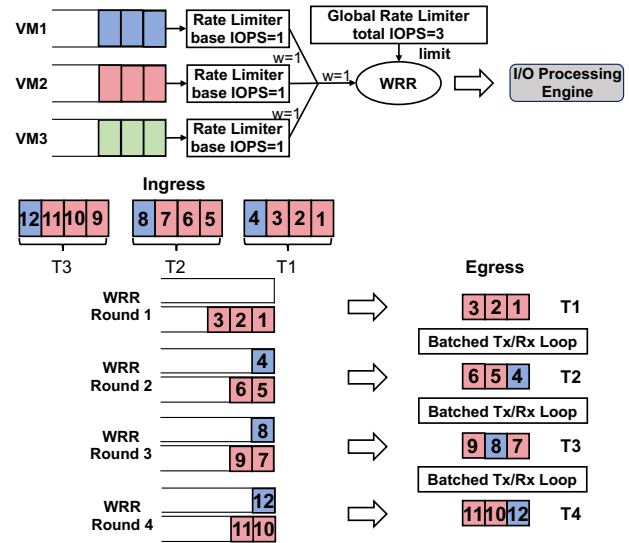 VM1
Rate Limiter
base IOPS=1
Global Rate Limiter
total IOPS=3
limit
w=1
VM2
Rate Limiter
base IOPS=1
w=1
WRR
I/O Processing
Engine
w=1
VM3
Rate Limiter
base IOPS=1
Ingress
12 11 10 9
8 7 6 5
4 3 2 1
T3
T2
T1
Egress
WRR
Round 1
3 2 1
3 2 1
T1
Batched Tx/Rx Loop
WRR
Round 2
4
6 5
6 5 4
T2
Batched Tx/Rx Loop
WRR
Round 3
8
9 7
9 8 7
T3
Batched Tx/Rx Loop
WRR
Round 4
12
11 10
11 10 12
T4